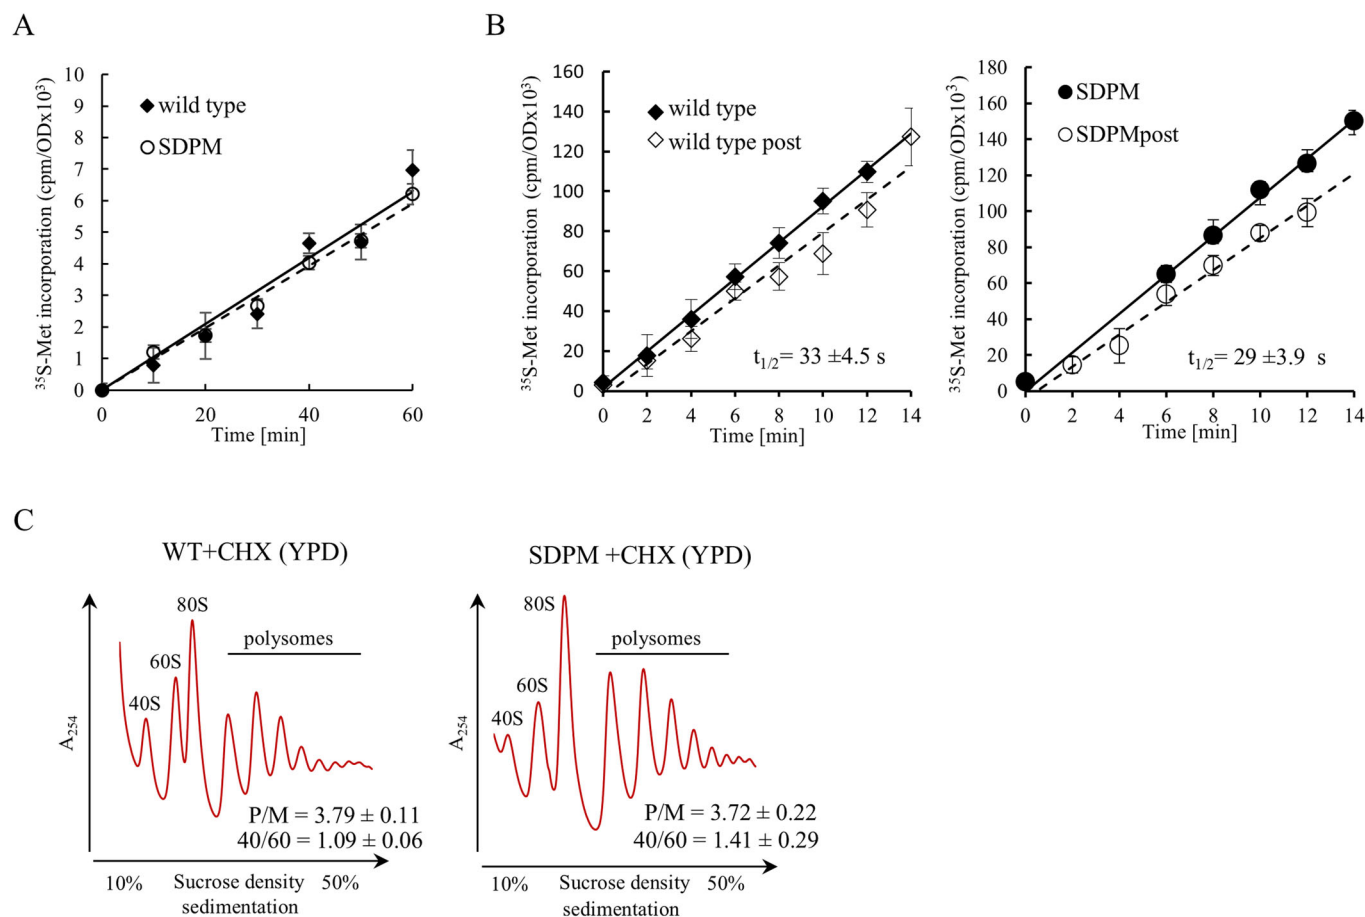 A
³⁵S-Met incorporation (cpm/ODx10³)
10
9
8
7
6
5
4
3
2
1
0
wild type
SDPM
0 20 40 60
Time [min]
B
³⁵S-Met incorporation (cpm/ODx10³)
160
140
120
100
80
60
40
20
0
wild type
wild type post
t₁/₂= 33 ±4.5 s
0 2 4 6 8 10 12 14
Time [min]
³⁵S-Met incorporation (cpm/ODx10³)
180
160
140
120
100
80
60
40
20
0
SDPM
SDPMpost
t₁/₂= 29 ±3.9 s
0 2 4 6 8 10 12 14
Time [min]
C
WT+CHX (YPD)
A₂₅₄
40S
60S
80S
polysomes
P/M = 3.79 ± 0.11
40/60 = 1.09 ± 0.06
10% Sucrose density 50%
sedimentation
SDPM +CHX (YPD)
A₂₅₄
40S
60S
80S
polysomes
P/M = 3.72 ± 0.22
40/60 = 1.41 ± 0.29
10% Sucrose density 50%
sedimentation